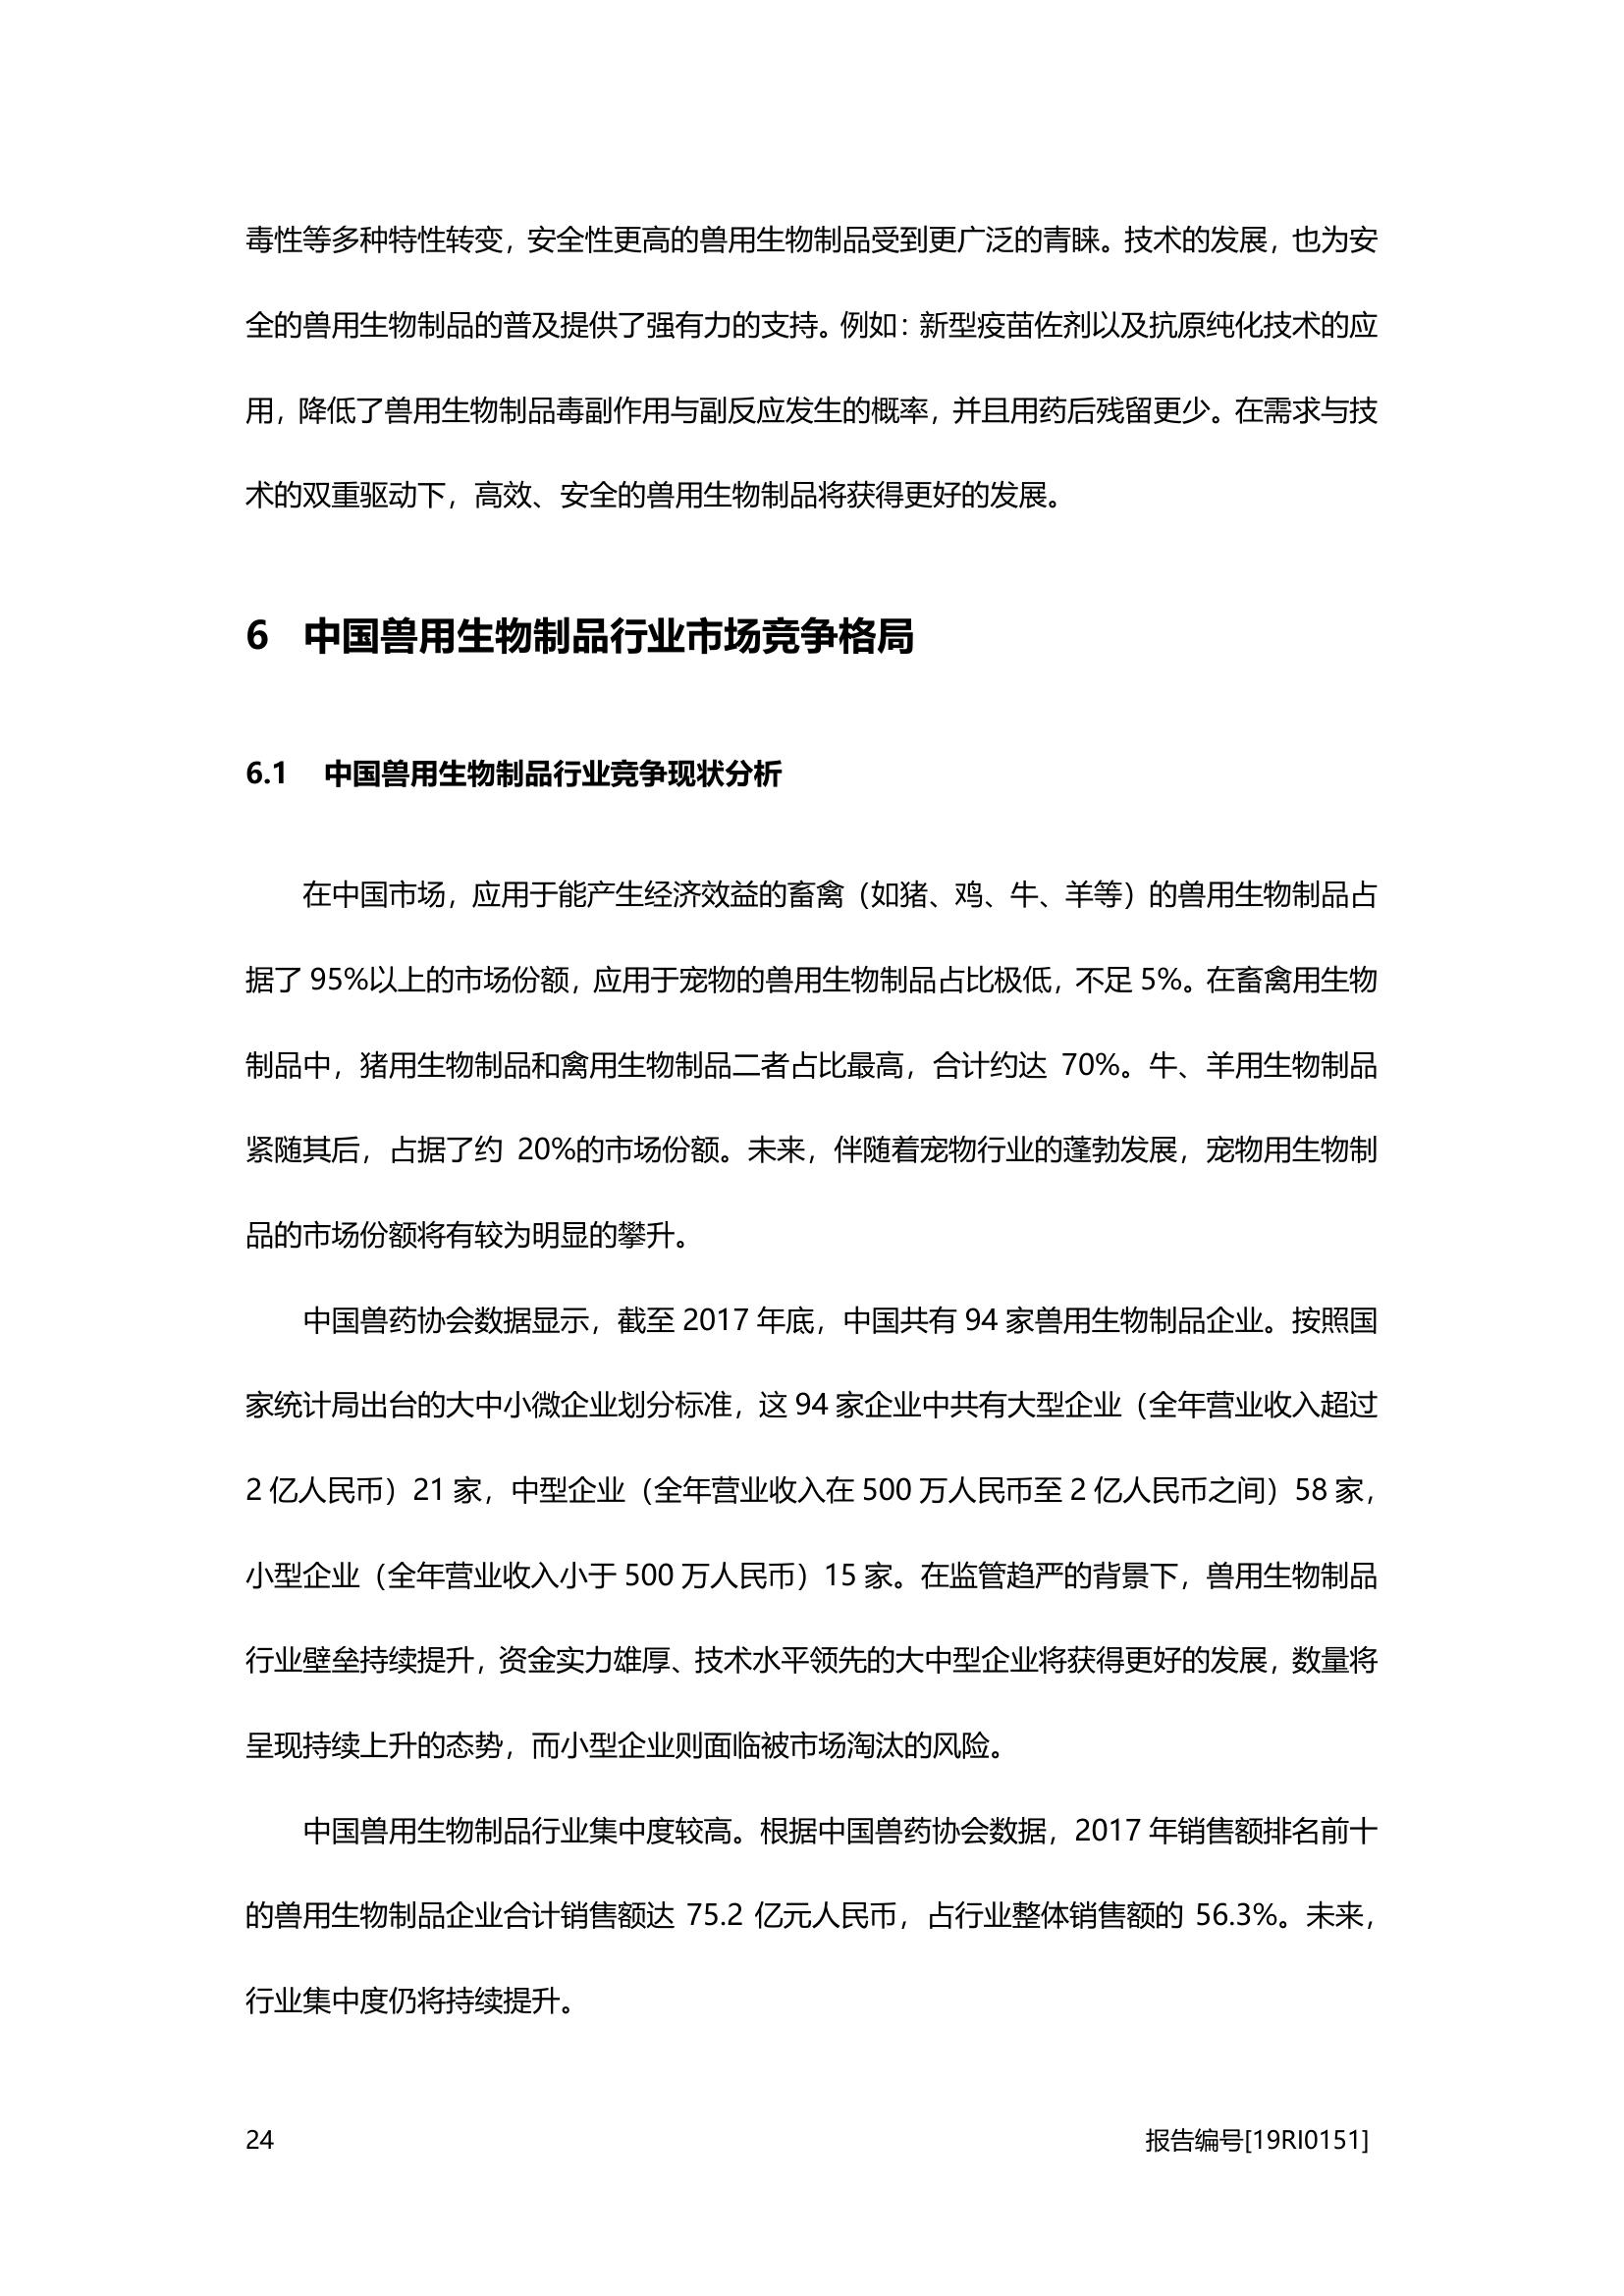 毒性等多种特性转变，安全性更高的兽用生物制品受到更广泛的青睐。技术的发展，也为安
全的兽用生物制品的普及提供了强有力的支持。例如：新型疫苗佐剂以及抗原纯化技术的应
用，降低了兽用生物制品毒副作用与副反应发生的概率，并且用药后残留更少。在需求与技
术的双重驱动下，高效、安全的兽用生物制品将获得更好的发展。
6 中国兽用生物制品行业市场竞争格局
6.1 中国兽用生物制品行业竞争现状分析
在中国市场，应用于能产生经济效益的畜禽（如猪、鸡、牛、羊等）的兽用生物制品占
据了 95%以上的市场份额，应用于宠物的兽用生物制品占比极低，不足 5%。在畜禽用生物
制品中，猪用生物制品和禽用生物制品二者占比最高，合计约达 70%。牛、羊用生物制品
紧随其后，占据了约 20%的市场份额。未来，伴随着宠物行业的蓬勃发展，宠物用生物制
品的市场份额将有较为明显的攀升。
中国兽药协会数据显示，截至 2017 年底，中国共有 94 家兽用生物制品企业。按照国
家统计局出台的大中小微企业划分标准，这 94 家企业中共有大型企业（全年营业收入超过
2 亿人民币）21 家，中型企业（全年营业收入在 500 万人民币至 2 亿人民币之间）58 家，
小型企业（全年营业收入小于 500 万人民币）15 家。在监管趋严的背景下，兽用生物制品
行业壁垒持续提升，资金实力雄厚、技术水平领先的大中型企业将获得更好的发展，数量将
呈现持续上升的态势，而小型企业则面临被市场淘汰的风险。
中国兽用生物制品行业集中度较高。根据中国兽药协会数据，2017 年销售额排名前十
的兽用生物制品企业合计销售额达 75.2 亿元人民币，占行业整体销售额的 56.3%。未来，
行业集中度仍将持续提升。
24 报告编号[19RI0151]